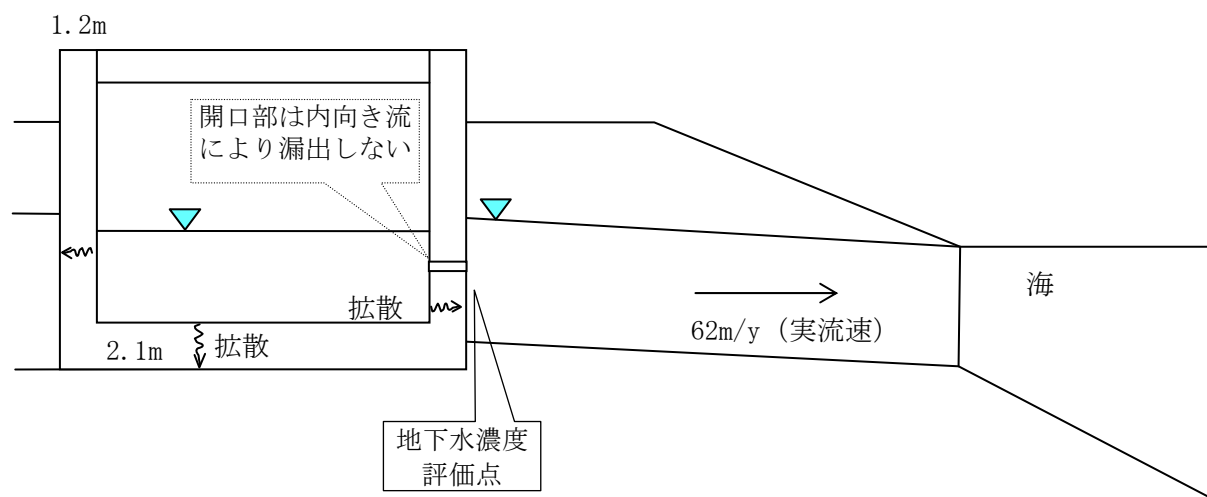 1.2m
開口部は内向き流
により漏出しない
海
拡散
62m/y (実流速)
2.1m
拡散
地下水濃度
評価点